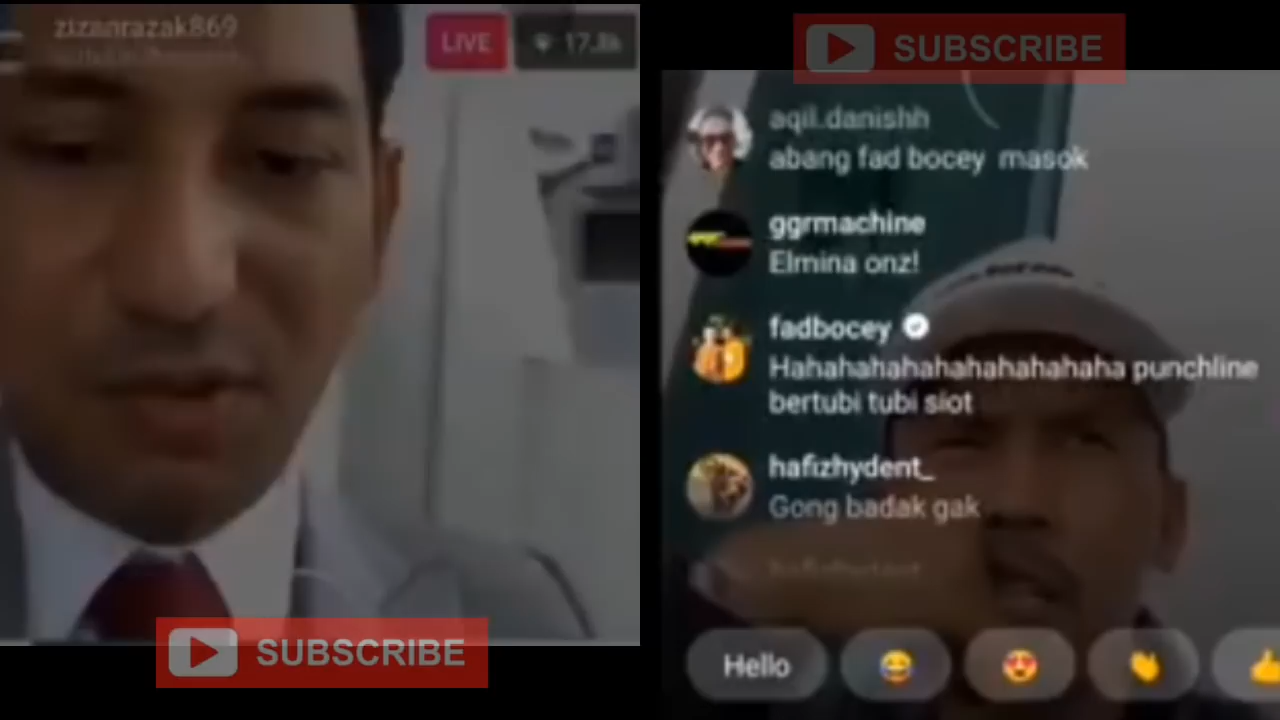 zizanrazak869
LIVE
17.8k
SUBSCRIBE
SUBSCRIBE
aqil.danishh
abang fad bocey masok
ggrmachine
Elmina onz!
fadbocey
Hahahahahahahahahahaha punchline
bertubi tubi siot
hafizhydent_
Gong badak gak
Hello